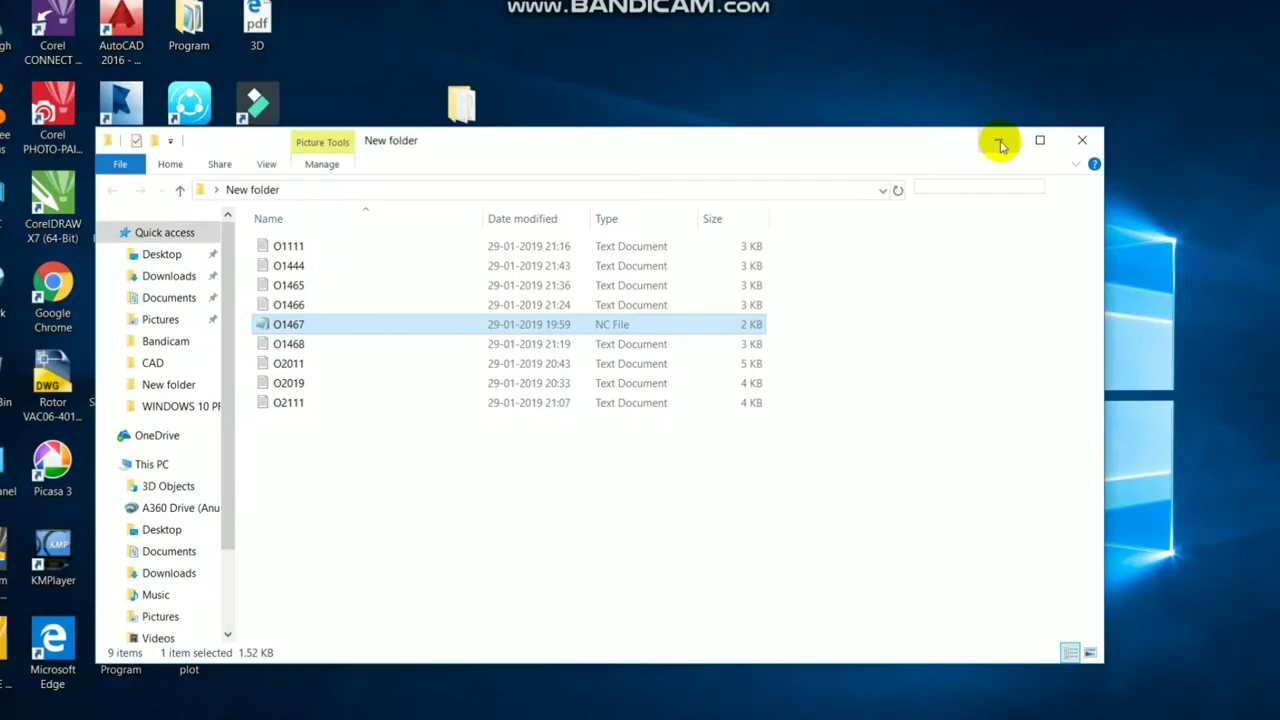 www.BANDICAM.com
Corel
CONNECT ...
AutoCAD
2016 - ...
Program
pdf
3D
Corel
PHOTO-PAI...
Picture Tools
New folder
File
Home
Share
View
Manage
New folder
CorelDRAW
X7 (64-Bit)
Google
Chrome
DWG
Rotor
VAC06-401...
Picasa 3
KMP
KMPlayer
Microsoft
Edge
Quick access
Desktop
Downloads
Documents
Pictures
Bandicam
CAD
New folder
WINDOWS 10 PF
OneDrive
This PC
3D Objects
A360 Drive (Anu
Desktop
Documents
Downloads
Music
Pictures
Videos
Name Date modified Type Size
O1111 29-01-2019 21:16 Text Document 3 KB
O1444 29-01-2019 21:43 Text Document 3 KB
O1465 29-01-2019 21:36 Text Document 3 KB
O1466 29-01-2019 21:24 Text Document 3 KB
O1467 29-01-2019 19:59 NC File 2 KB
O1468 29-01-2019 21:19 Text Document 3 KB
O2011 29-01-2019 20:43 Text Document 5 KB
O2019 29-01-2019 20:33 Text Document 4 KB
O2111 29-01-2019 21:07 Text Document 4 KB
9 items 1 item selected 1.52 KB
Program
plot